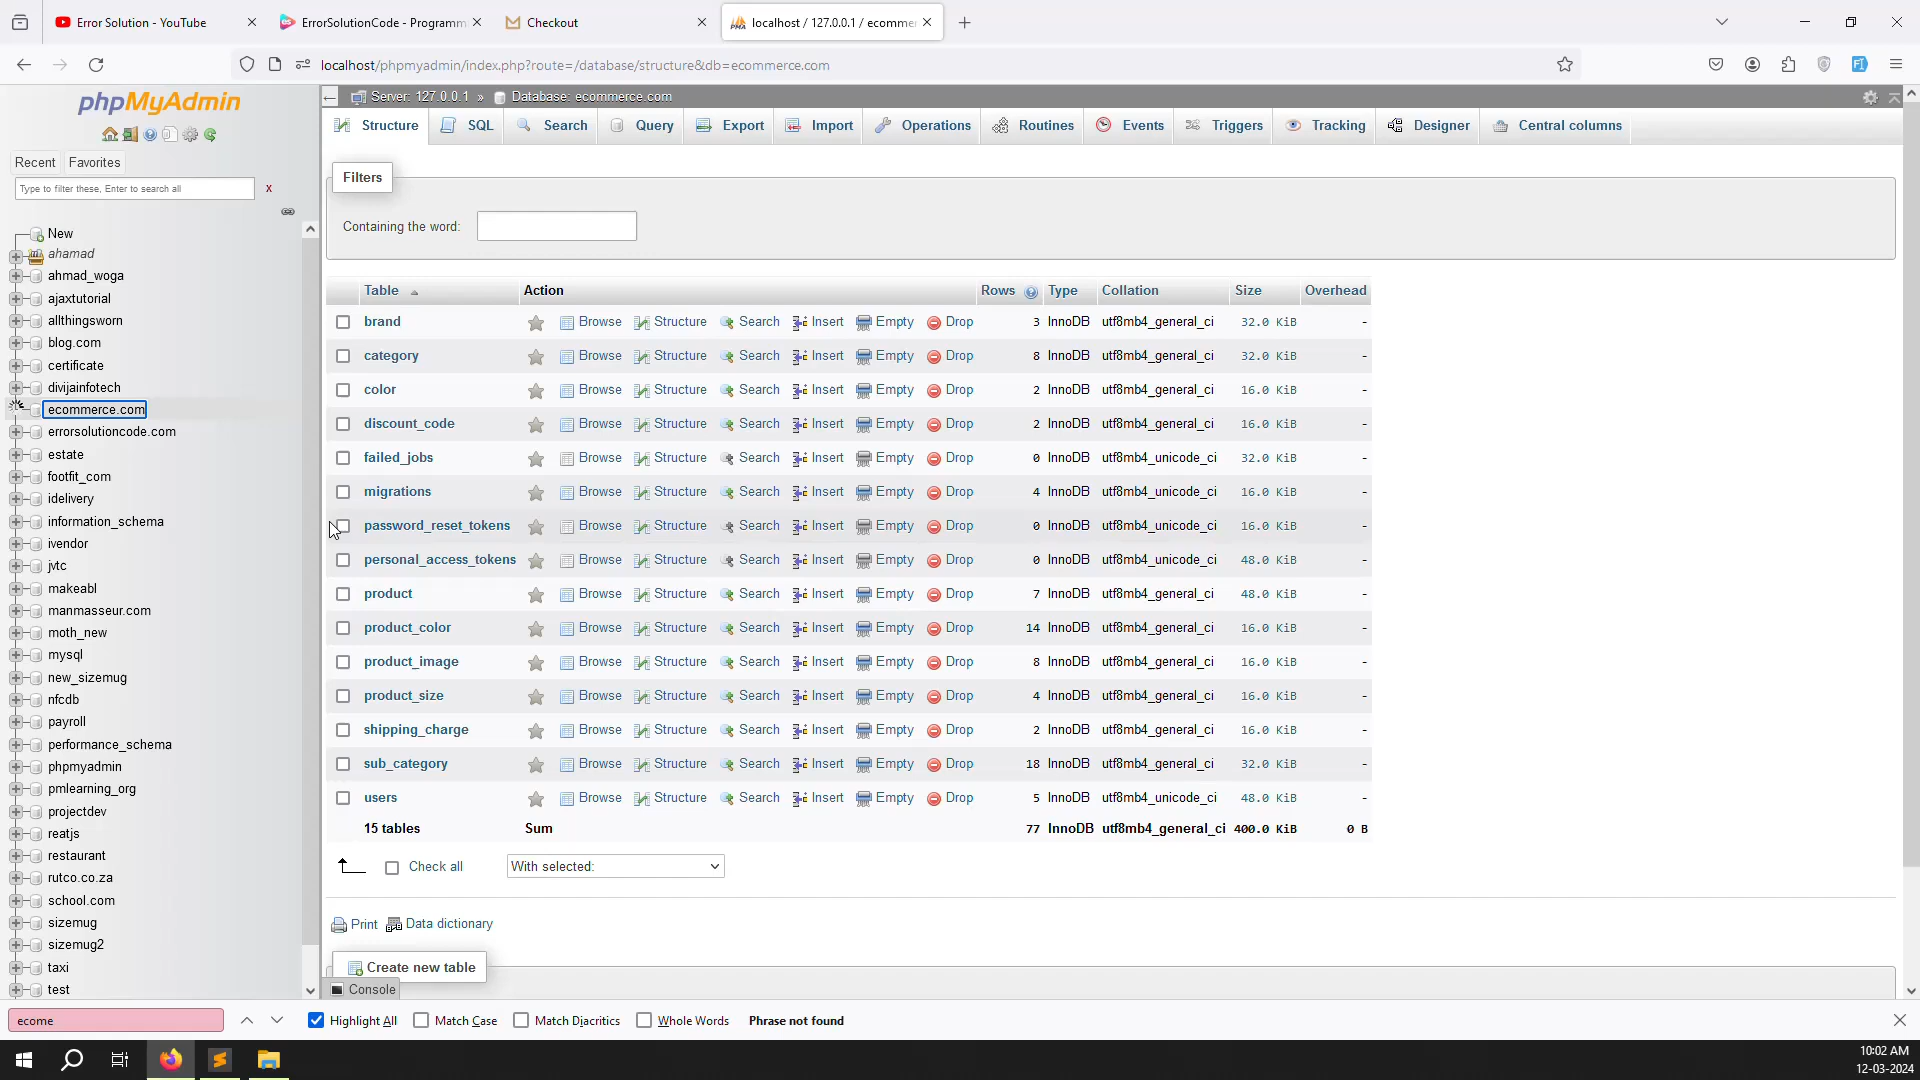 Error Solution - YouTube
ErrorSolutionCode - Programm
Checkout
localhost / 127.0.0.1 / ecomme
localhost/phpmyadmin/index.php?route=/database/structure&db=ecommerce.com
phpMyAdmin
Recent Favorites
Type to filter these, Enter to search all
X
New
ahamad
ahmad_woga
ajaxtutorial
allthingsworn
blog.com
certificate
divijainfotech
ecommerce.com
errorsolutioncode.com
estate
footfit_com
idelivery
information_schema
ivendor
jvtc
makeabl
manmasseur.com
moth_new
mysql
new_sizemug
nfcdb
payroll
performance_schema
phpmyadmin
pmlearning_org
projectdev
reatjs
restaurant
rutco.co.za
school.com
sizemug
sizemug2
taxi
test
Server: 127.0.0.1 » Database: ecommerce.com
Structure SQL Search Query Export Import Operations Routines Events Triggers Tracking Designer Central columns
Filters
Containing the word:
Table Action Rows Type Collation Size Overhead
brand Browse Structure Search Insert Empty Drop 3 InnoDB utf8mb4_general_ci 32.0 KiB -
category Browse Structure Search Insert Empty Drop 8 InnoDB utf8mb4_general_ci 32.0 KiB -
color Browse Structure Search Insert Empty Drop 2 InnoDB utf8mb4_general_ci 16.0 KiB -
discount_code Browse Structure Search Insert Empty Drop 2 InnoDB utf8mb4_general_ci 16.0 KiB -
failed_jobs Browse Structure Search Insert Empty Drop 0 InnoDB utf8mb4_unicode_ci 32.0 KiB -
migrations Browse Structure Search Insert Empty Drop 4 InnoDB utf8mb4_unicode_ci 16.0 KiB -
password_reset_tokens Browse Structure Search Insert Empty Drop 0 InnoDB utf8mb4_unicode_ci 16.0 KiB -
personal_access_tokens Browse Structure Search Insert Empty Drop 0 InnoDB utf8mb4_unicode_ci 48.0 KiB -
product Browse Structure Search Insert Empty Drop 7 InnoDB utf8mb4_general_ci 48.0 KiB -
product_color Browse Structure Search Insert Empty Drop 14 InnoDB utf8mb4_general_ci 16.0 KiB -
product_image Browse Structure Search Insert Empty Drop 8 InnoDB utf8mb4_general_ci 16.0 KiB -
product_size Browse Structure Search Insert Empty Drop 4 InnoDB utf8mb4_general_ci 16.0 KiB -
shipping_charge Browse Structure Search Insert Empty Drop 2 InnoDB utf8mb4_general_ci 16.0 KiB -
sub_category Browse Structure Search Insert Empty Drop 18 InnoDB utf8mb4_general_ci 32.0 KiB -
users Browse Structure Search Insert Empty Drop 5 InnoDB utf8mb4_unicode_ci 48.0 KiB -
15 tables Sum 77 InnoDB utf8mb4_general_ci 400.0 KiB 0 B
Check all With selected:
Print Data dictionary
Create new table
Console
ecome Highlight All Match Case Match Diacritics Whole Words Phrase not found
10:02 AM
12-03-2024